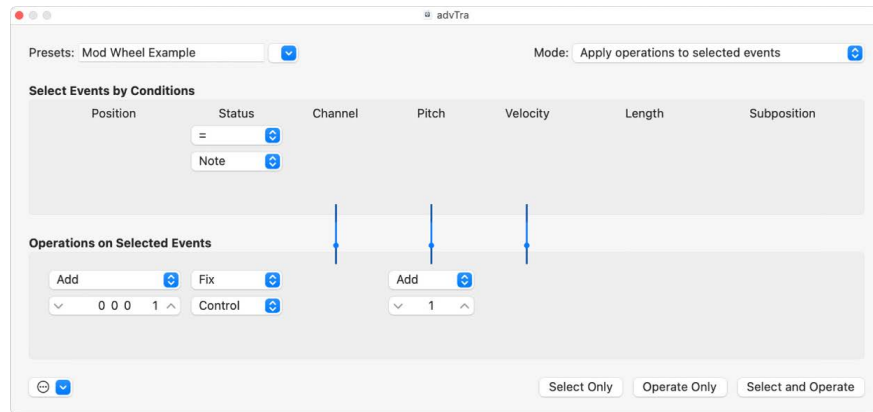 advTra
Presets: Mod Wheel Example
Mode: Apply operations to selected events
Select Events by Conditions
Position Status Channel Pitch Velocity Length Subposition
=
Note
Operations on Selected Events
Add Fix Add
0 0 0 1 Control 1
Select Only Operate Only Select and Operate